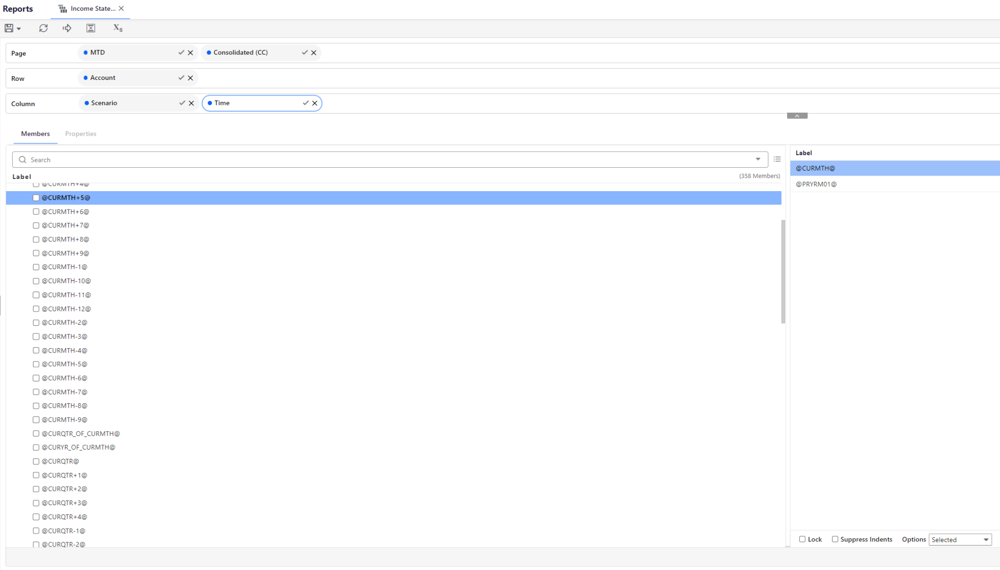 Reports
Income State...
Xs
Page
MTD
Consolidated (CC)
Row
Account
Column
Scenario
Time
Members
Properties
Search
Label
(358 Members)
@CURMTH+4@
@CURMTH+5@
@CURMTH+6@
@CURMTH+7@
@CURMTH+8@
@CURMTH+9@
@CURMTH-1@
@CURMTH-10@
@CURMTH-11@
@CURMTH-12@
@CURMTH-2@
@CURMTH-3@
@CURMTH-4@
@CURMTH-5@
@CURMTH-6@
@CURMTH-7@
@CURMTH-8@
@CURMTH-9@
@CURQTR_OF_CURMTH@
@CURYR_OF_CURMTH@
@CURQTR@
@CURQTR+1@
@CURQTR+2@
@CURQTR+3@
@CURQTR+4@
@CURQTR-1@
@CURQTR-2@
Label
@CURMTH@
@PRYRM01@
Lock
Suppress Indents
Options
Selected